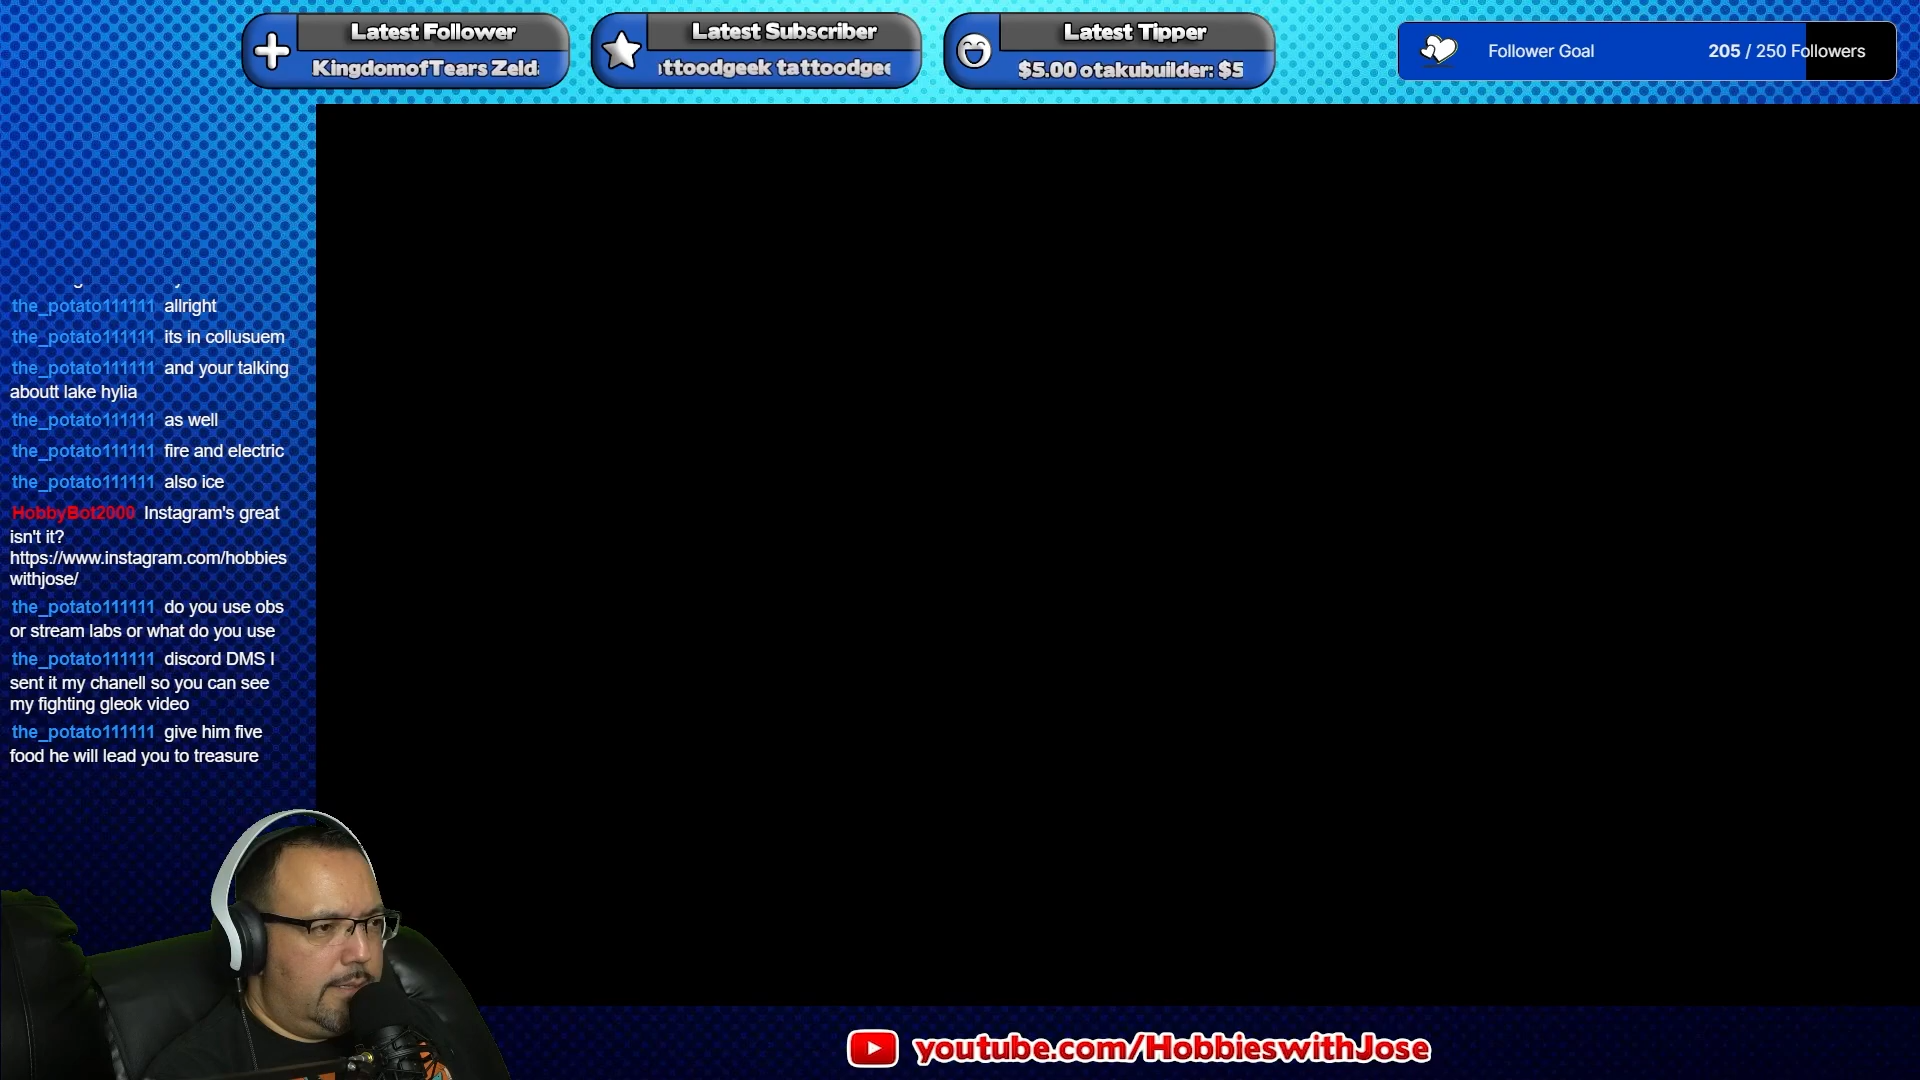 Latest Follower
KingdomofTears Zeld
Latest Subscriber
ttoodgeek tattoodgee
Latest Tipper
$5.00 otakubuilder: $5
Follower Goal
205 / 250 Followers
the_potato111111 allright
the_potato111111 its in collusuem
the_potato111111 and your talking
aboutt lake hylia
the_potato111111 as well
the_potato111111 fire and electric
the_potato111111 also ice
HobbyBot2000 Instagram's great
isn't it?
https://www.instagram.com/hobbies
withjose/
the_potato111111 do you use obs
or stream labs or what do you use
the_potato111111 discord DMS I
sent it my chanell so you can see
my fighting gleok video
the_potato111111 give him five
food he will lead you to treasure
youtube.com/HobbieswithJose